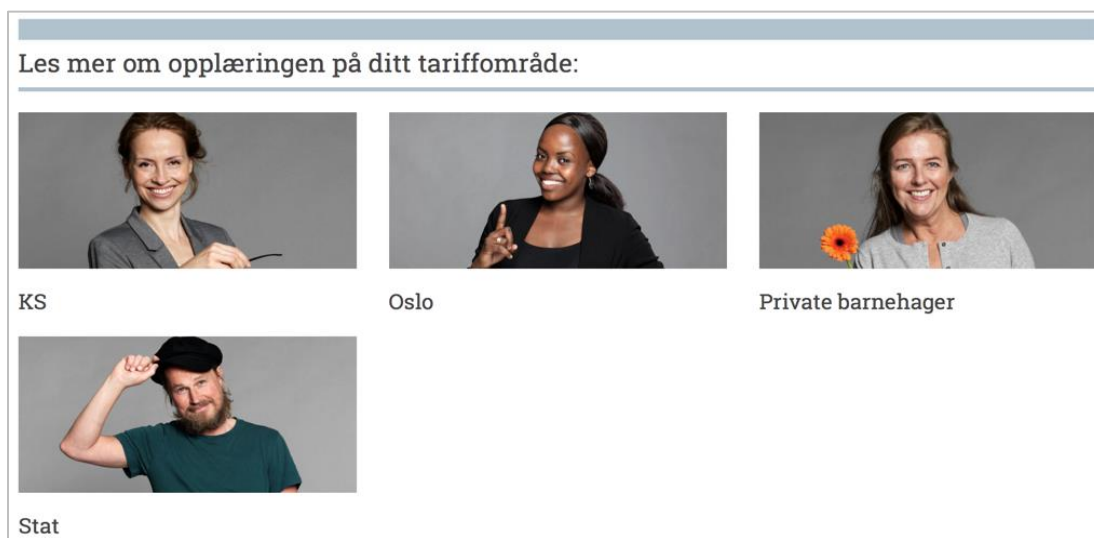 Les mer om opplæringen på ditt tariffområde:
KS
Oslo
Private barnehager
Stat